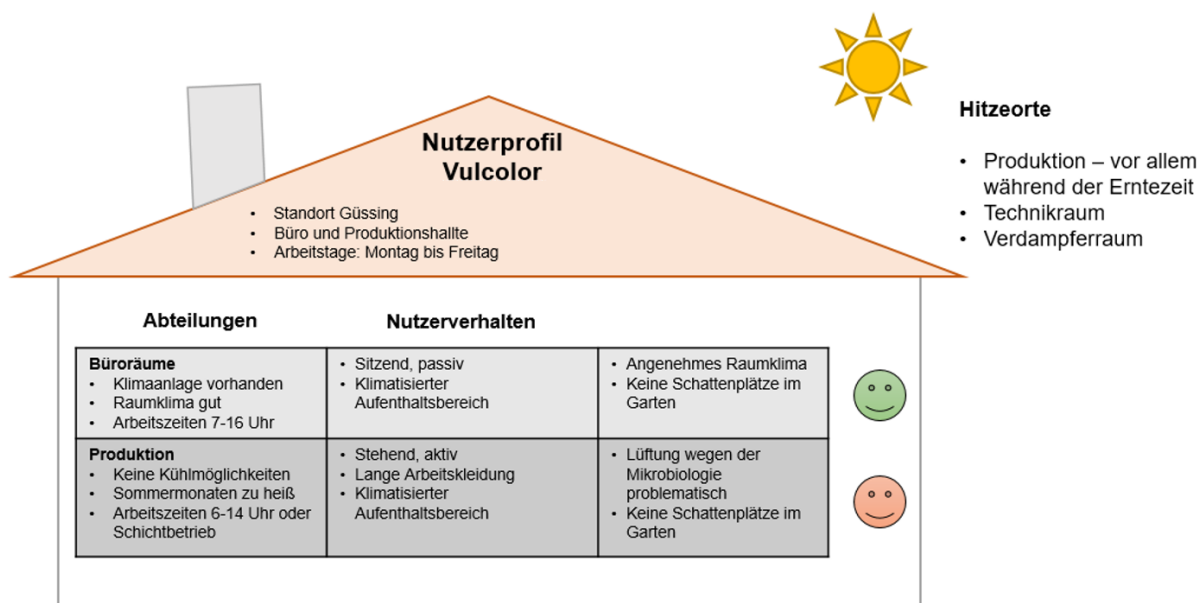 Nutzerprofil
Vulcolor
• Standort Güssing
• Büro und Produktionshallte
• Arbeitstage: Montag bis Freitag
Hitzeorte
• Produktion – vor allem
während der Erntezeit
• Technikraum
• Verdampferraum
Abteilungen
Nutzerverhalten
Büroräume
• Klimaanlage vorhanden
• Raumklima gut
• Arbeitszeiten 7-16 Uhr
• Sitzend, passiv
• Klimatisierter
Aufenthaltsbereich
• Angenehmes Raumklima
• Keine Schattenplätze im
Garten
Produktion
• Keine Kühlmöglichkeiten
• Sommermonaten zu heiß
• Arbeitszeiten 6-14 Uhr oder
Schichtbetrieb
• Stehend, aktiv
• Lange Arbeitskleidung
• Klimatisierter
Aufenthaltsbereich
• Lüftung wegen der
Mikrobiologie
problematisch
• Keine Schattenplätze im
Garten